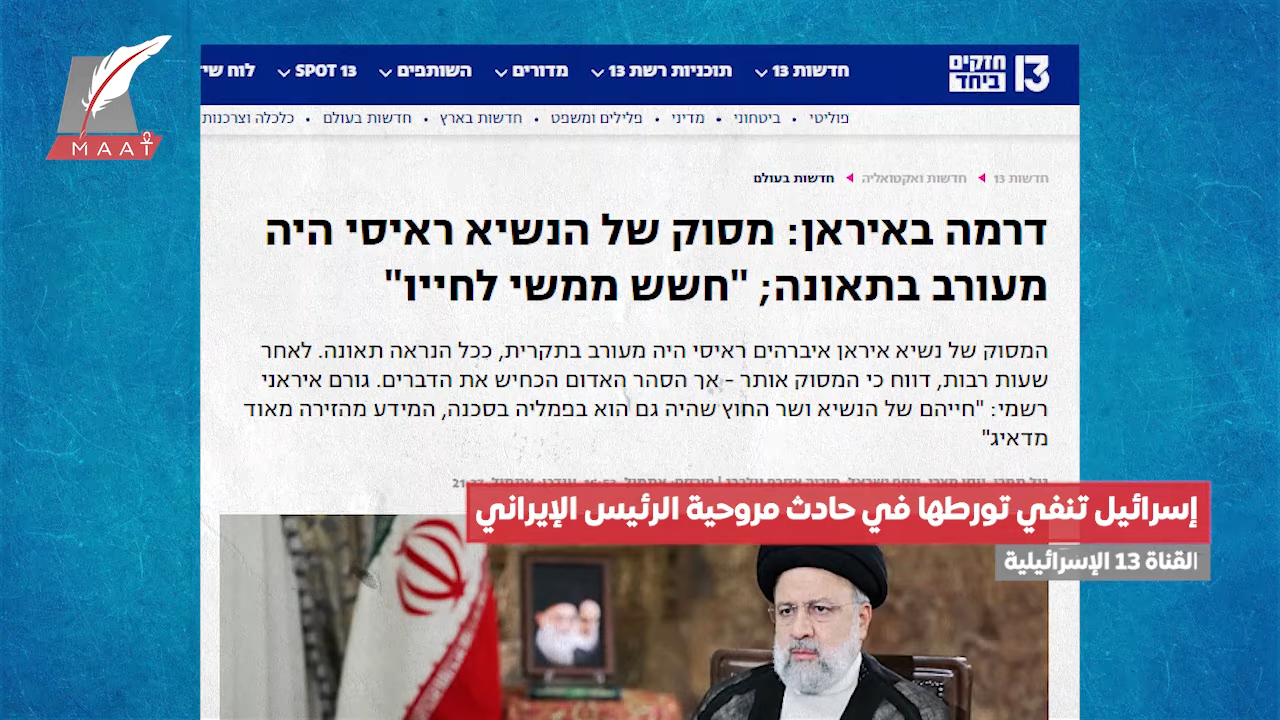 MAAT
13 חזקים
ביחד
חדשות 13 תוכניות רשת 13 מדורים השותפים SPOT 13 לוח שי
פוליטי • ביטחוני • מדיני • פלילים ומשפט • חדשות בארץ • חדשות בעולם • כלכלה וצרכנות
חדשות 13 חדשות ואקטואליה חדשות בעולם
דרמה באיראן: מסוק של הנשיא ראיסי היה
מעורב בתאונה; "חשש ממשי לחייו"
המסוק של נשיא איראן איברהים ראיסי היה מעורב בתקרית, ככל הנראה תאונה. לאחר
שעות רבות, דווח כי המסוק אותר - אך הסהר האדום הכחיש את הדברים. גורם איראני
רשמי: "חייהם של הנשיא ושר החוץ שהיה גם הוא בפמליה בסכנה, המידע מהזירה מאוד
מדאיג"
إسرائيل تنفي تورطها في حادث مروحية الرئيس الإيراني
القناة 13 الإسرائيلية